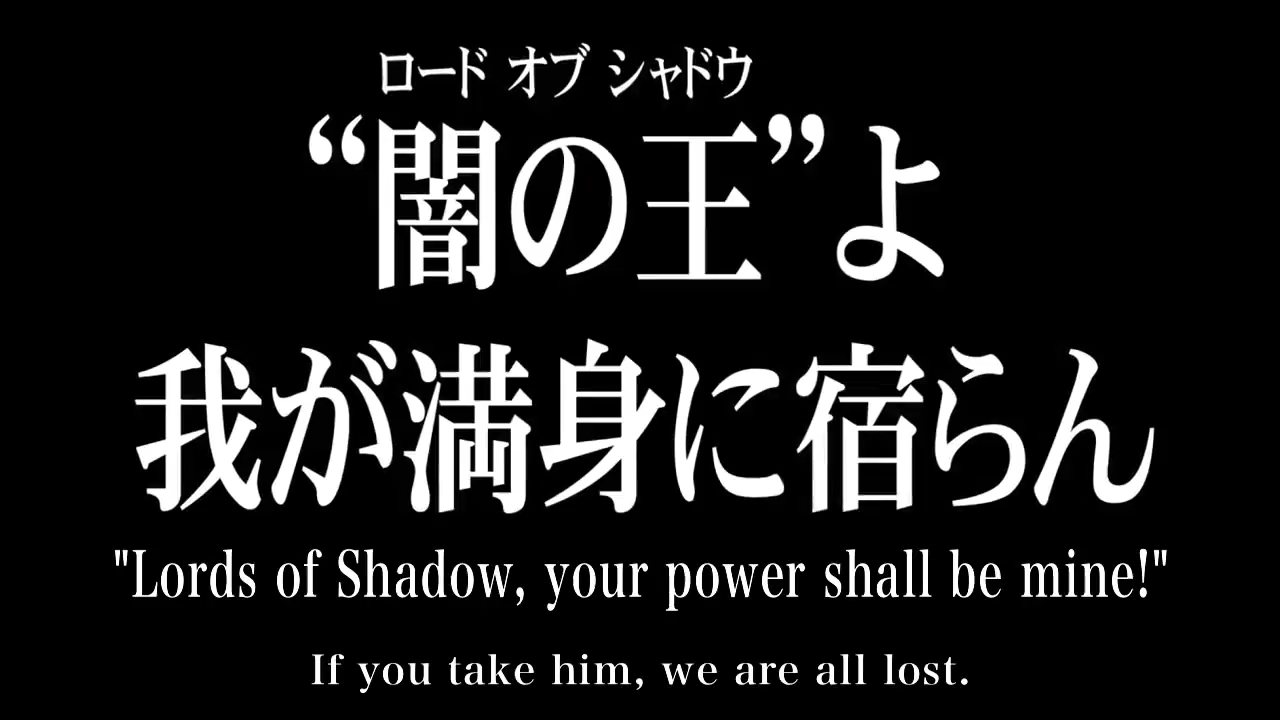 ロード オブ シャドウ
“闇の王”よ
我が満身に宿らん
"Lords of Shadow, your power shall be mine!"
If you take him, we are all lost.